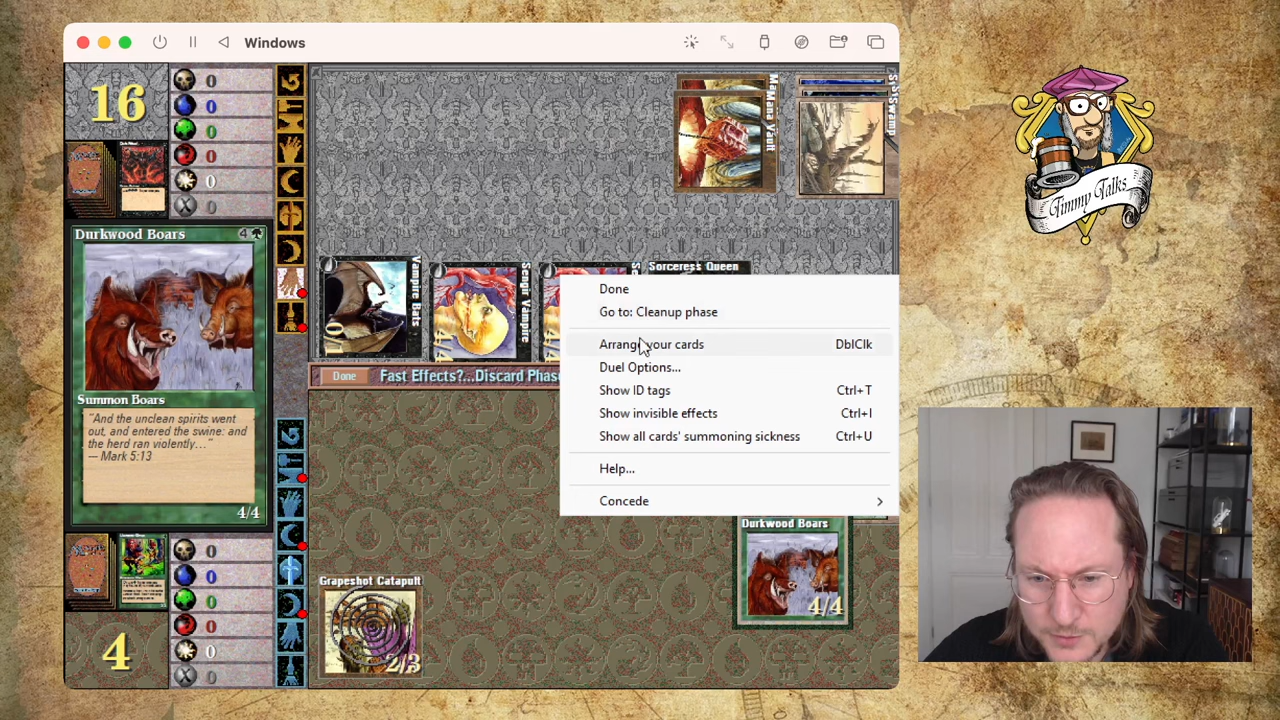 Windows
16
0
0
0
0
0
0
Durkwood Boars 4
Summon Boars
"And the unclean spirits went
out, and entered the swine: and
the herd ran violently..."
— Mark 5:13
4/4
0
0
0
0
0
0
4
Mana Vault
Swamp
Vampire Bats
Sengir Vampire
Sorceress Queen
Done
Fast Effects?...Discard Phase
Done
Go to: Cleanup phase
Arrange your cards DblClk
Duel Options...
Show ID tags Ctrl+T
Show invisible effects Ctrl+I
Show all cards' summoning sickness Ctrl+U
Help...
Concede
Durkwood Boars
4/4
Grapeshot Catapult
2/3
Timmy Talks